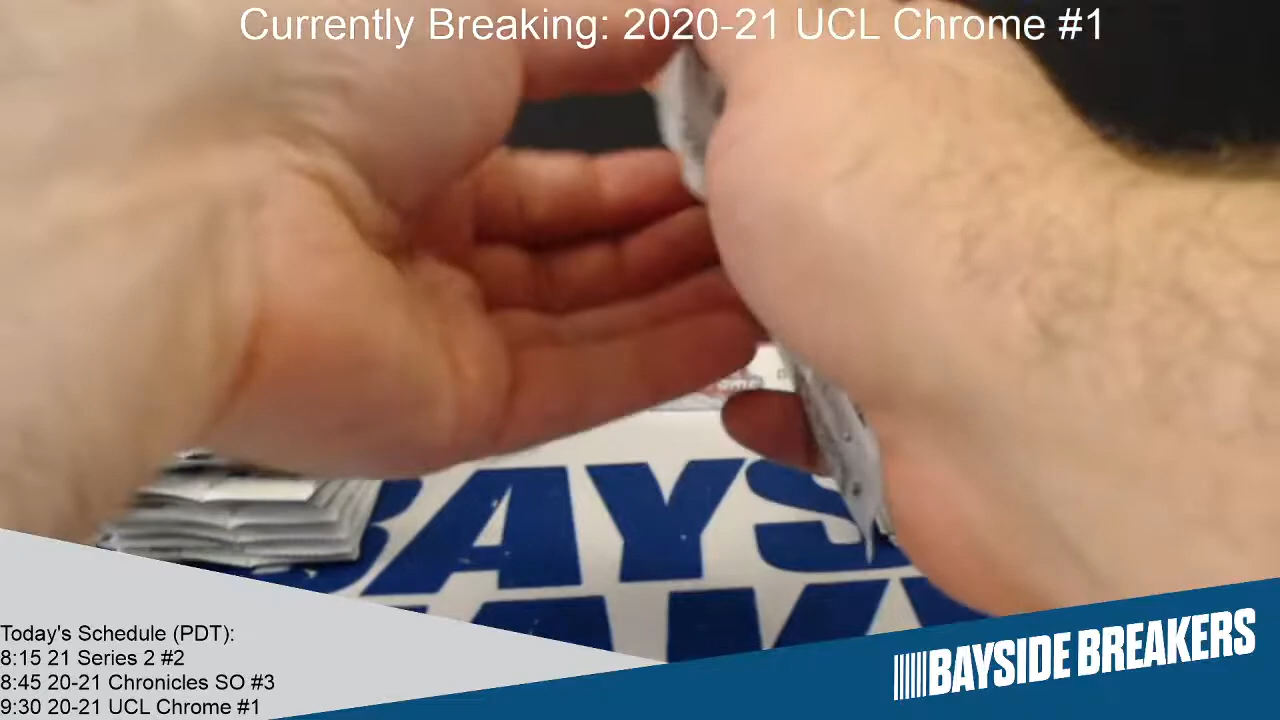 Currently Breaking: 2020-21 UCL Chrome #1
BAYS
Today's Schedule (PDT):
8:15 21 Series 2 #2
8:45 20-21 Chronicles SO #3
9:30 20-21 UCL Chrome #1
BAYSIDE BREAKERS